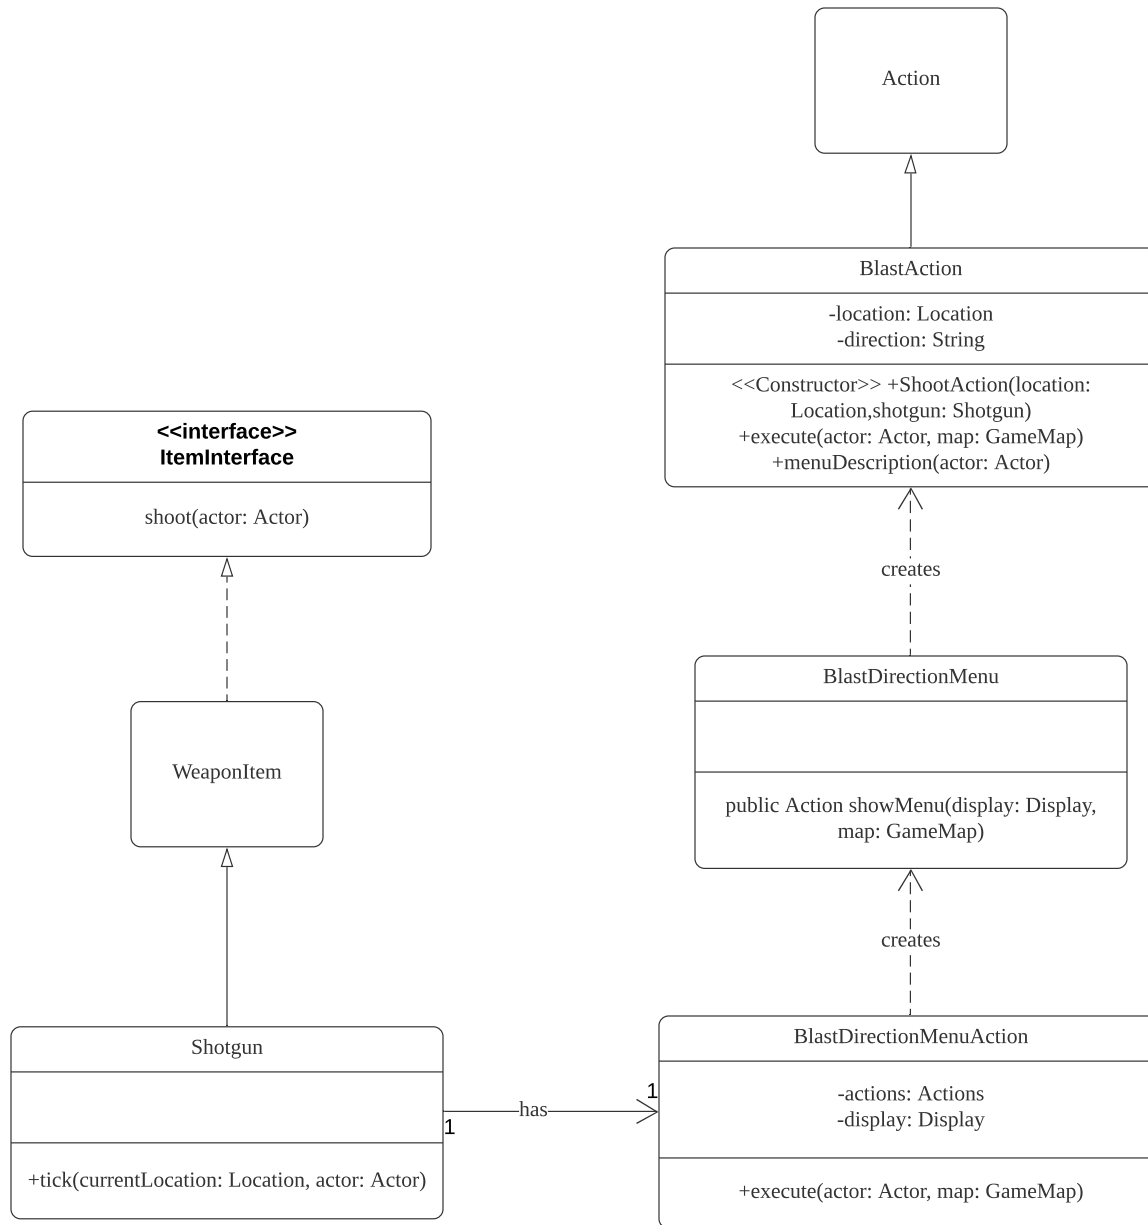 Action
BlastAction
-location: Location
-direction: String
<<Constructor>> +ShootAction(location:
Location,shotgun: Shotgun)
+execute(actor: Actor, map: GameMap)
+menuDescription(actor: Actor)
<<interface>>
ItemInterface
shoot(actor: Actor)
creates
BlastDirectionMenu
public Action showMenu(display: Display,
map: GameMap)
WeaponItem
creates
Shotgun
+tick(currentLocation: Location, actor: Actor)
1
has
1
BlastDirectionMenuAction
-actions: Actions
-display: Display
+execute(actor: Actor, map: GameMap)